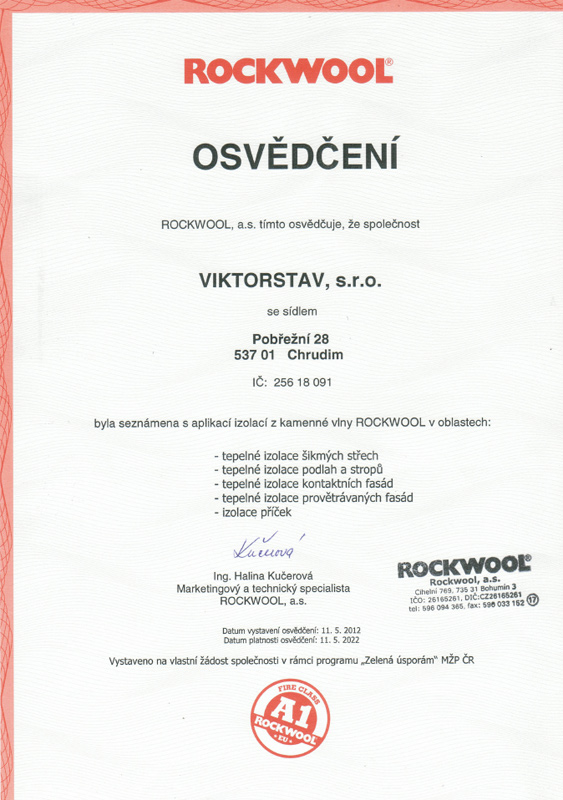 ROCKWOOL®
OSVĚDČENÍ
ROCKWOOL, a.s. tímto osvědčuje, že společnost
VIKTORSTAV, s.r.o.
se sídlem
Pobřežní 28
537 01 Chrudim
IČ: 256 18 091
byla seznámena s aplikací izolací z kamenné vlny ROCKWOOL v oblastech:
- tepelné izolace šikmých střech
- tepelné izolace podlah a stropů
- tepelné izolace kontaktních fasád
- tepelné izolace provětrávaných fasád
- izolace příček
Kučerová
Ing. Halina Kučerová
Marketingový a technický specialista
ROCKWOOL, a.s.
ROCKWOOL®
Rockwool, a.s.
Cihelní 769, 735 31 Bohumín 3
IČO: 26165261, DIČ:CZ26165261
tel: 596 094 365, fax: 596 033 152 17
Datum vystavení osvědčení: 11. 5. 2012
Datum platnosti osvědčení: 11. 5. 2022
Vystaveno na vlastní žádost společnosti v rámci programu „Zelená úsporám" MŽP ČR
FIRE CLASS
A1
ROCKWOOL
EU